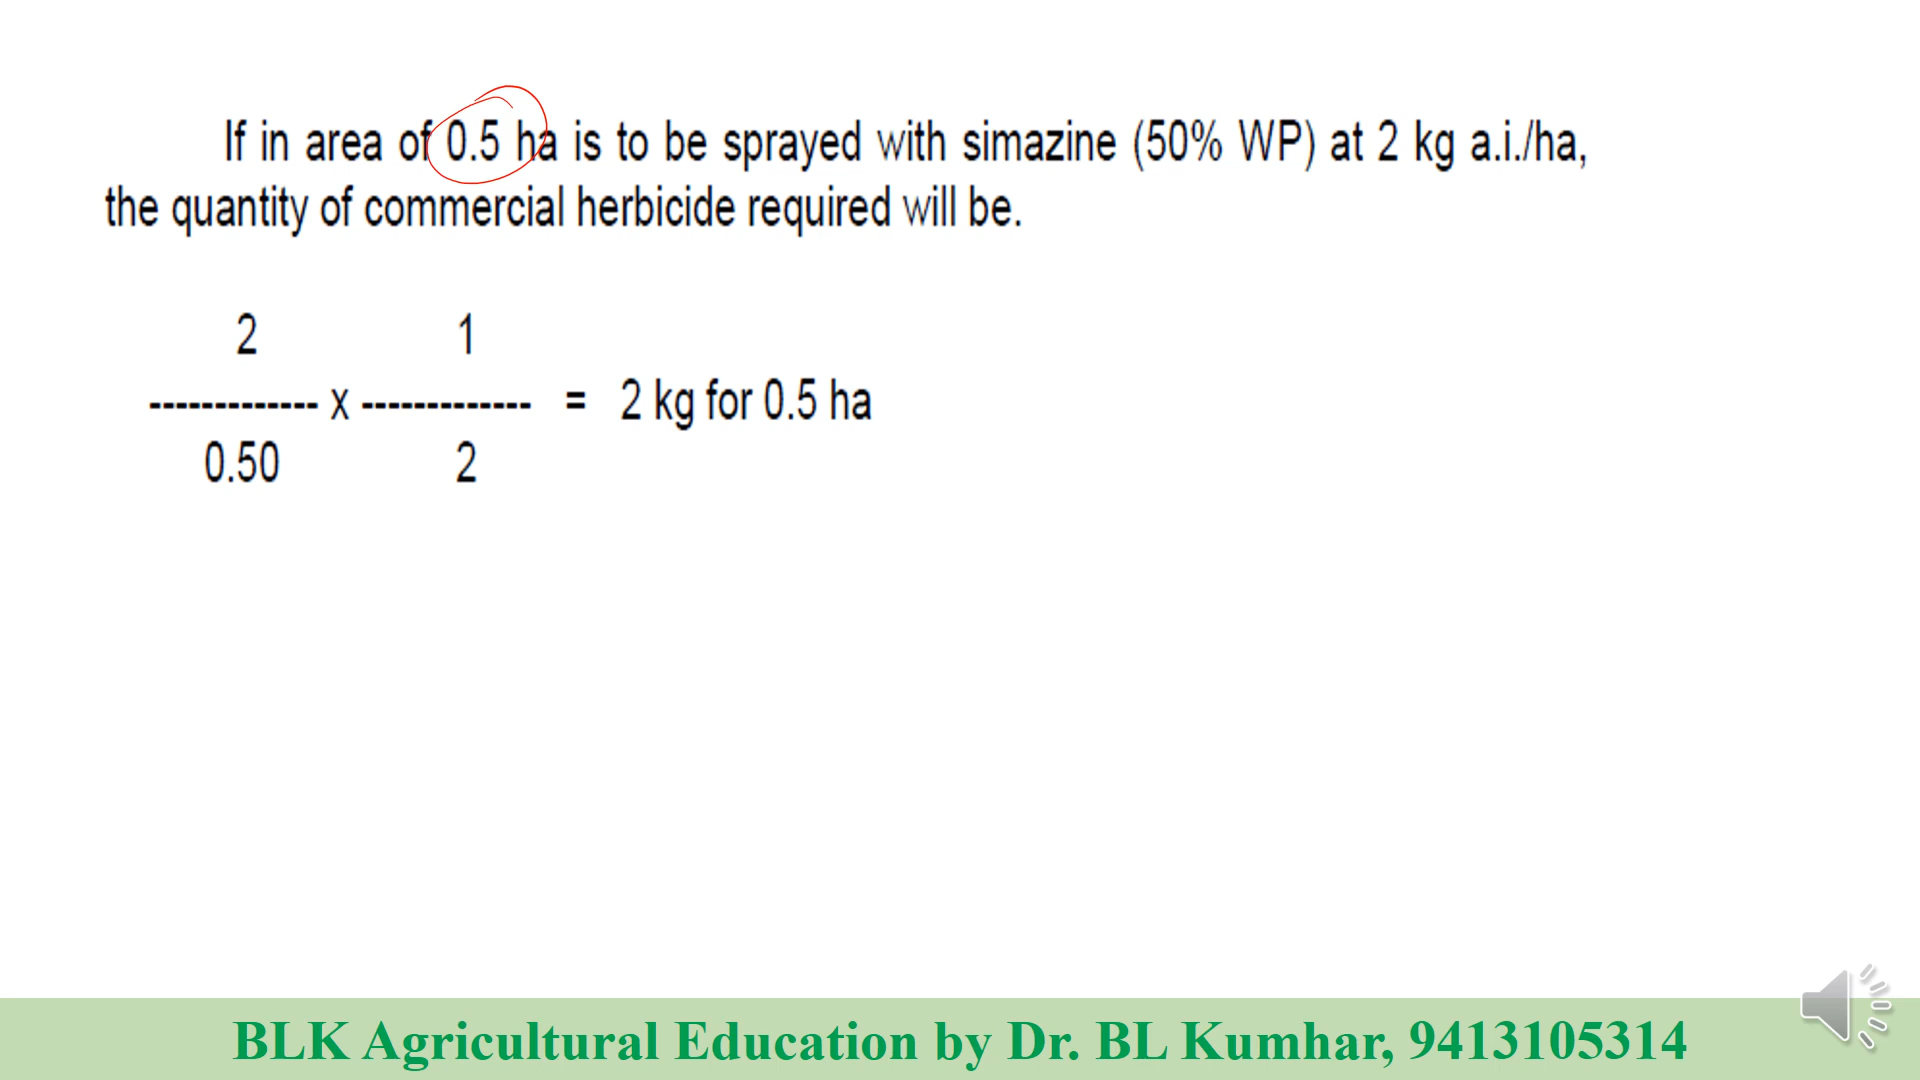 If in area of 0.5 ha is to be sprayed with simazine (50% WP) at 2 kg a.i./ha,
the quantity of commercial herbicide required will be.
2 1
------------- x ------------- = 2 kg for 0.5 ha
0.50 2
BLK Agricultural Education by Dr. BL Kumhar, 9413105314